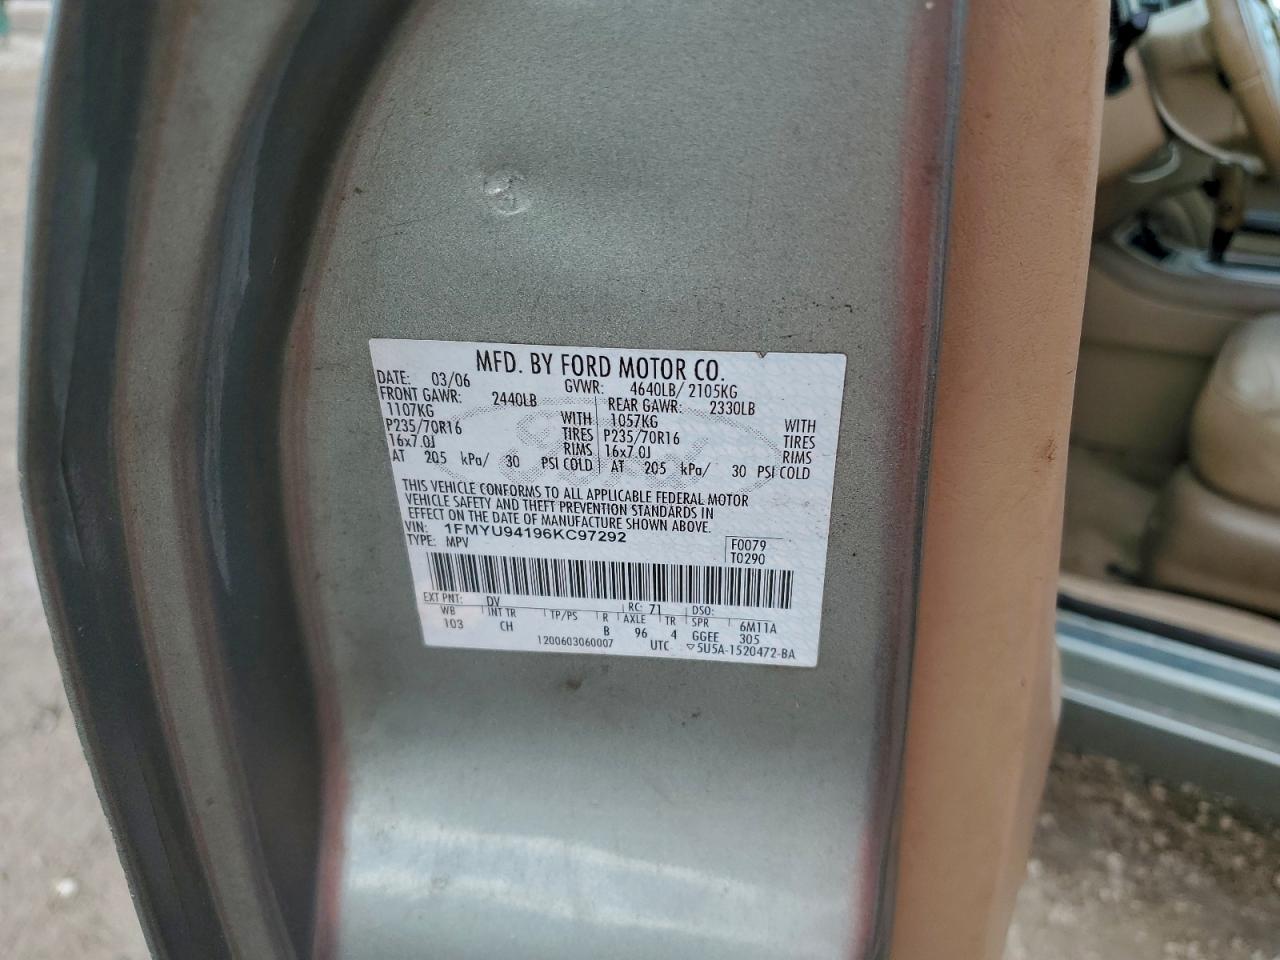 MFD. BY FORD MOTOR CO.
DATE: 03/06 GVWR: 4640LB/ 2105KG
FRONT GAWR: 2440LB REAR GAWR: 2330LB
1107KG WITH 1057KG WITH
P235/70R16 TIRES P235/70R16 TIRES
16x7.0J RIMS 16x7.0J RIMS
AT 205 kPa/ 30 PSI COLD AT 205 kPa/ 30 PSI COLD
THIS VEHICLE CONFORMS TO ALL APPLICABLE FEDERAL MOTOR
VEHICLE SAFETY AND THEFT PREVENTION STANDARDS IN
EFFECT ON THE DATE OF MANUFACTURE SHOWN ABOVE.
VIN: 1FMYU94196KC97292 F0079
TYPE: MPV T0290
EXT PNT: DV RC: 71 DSO:
WB INT TR TP/PS R AXLE TR SPR 6M11A
103 CH B 96 4 GGEE 305
1200603060007 UTC ▽5U5A-1520472-BA